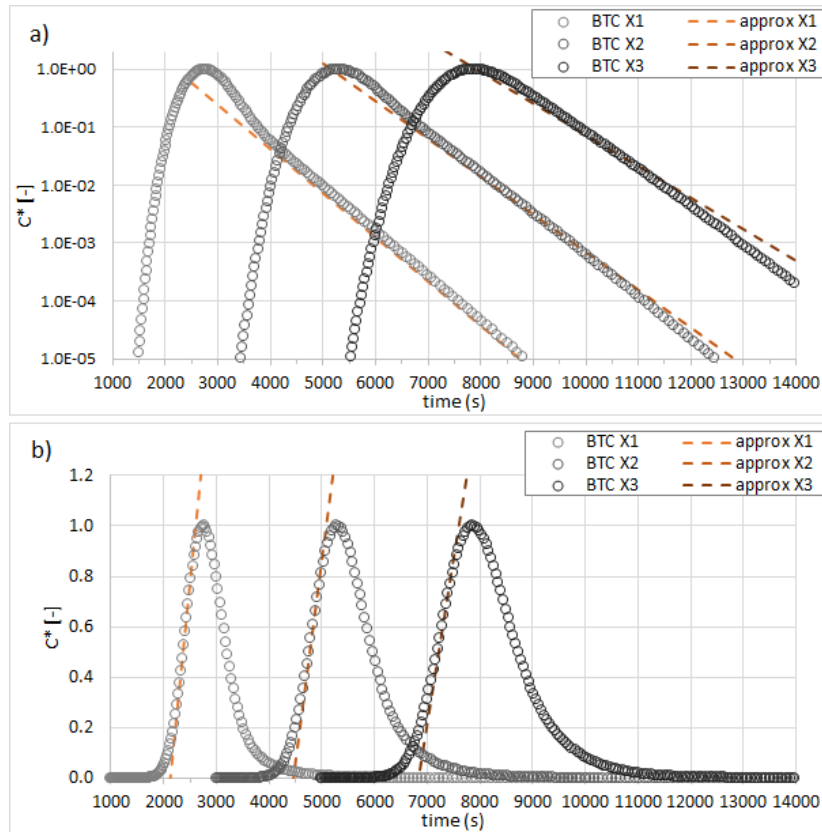 a)
BTC X1 approx X1
BTC X2 approx X2
BTC X3 approx X3
1.0E+00
1.0E-01
1.0E-02
1.0E-03
1.0E-04
1.0E-05
C* [-]
1000 2000 3000 4000 5000 6000 7000 8000 9000 10000 11000 12000 13000 14000
time (s)
b)
BTC X1 approx X1
BTC X2 approx X2
BTC X3 approx X3
1.2
1.0
0.8
0.6
0.4
0.2
0.0
C* [-]
1000 2000 3000 4000 5000 6000 7000 8000 9000 10000 11000 12000 13000 14000
time (s)